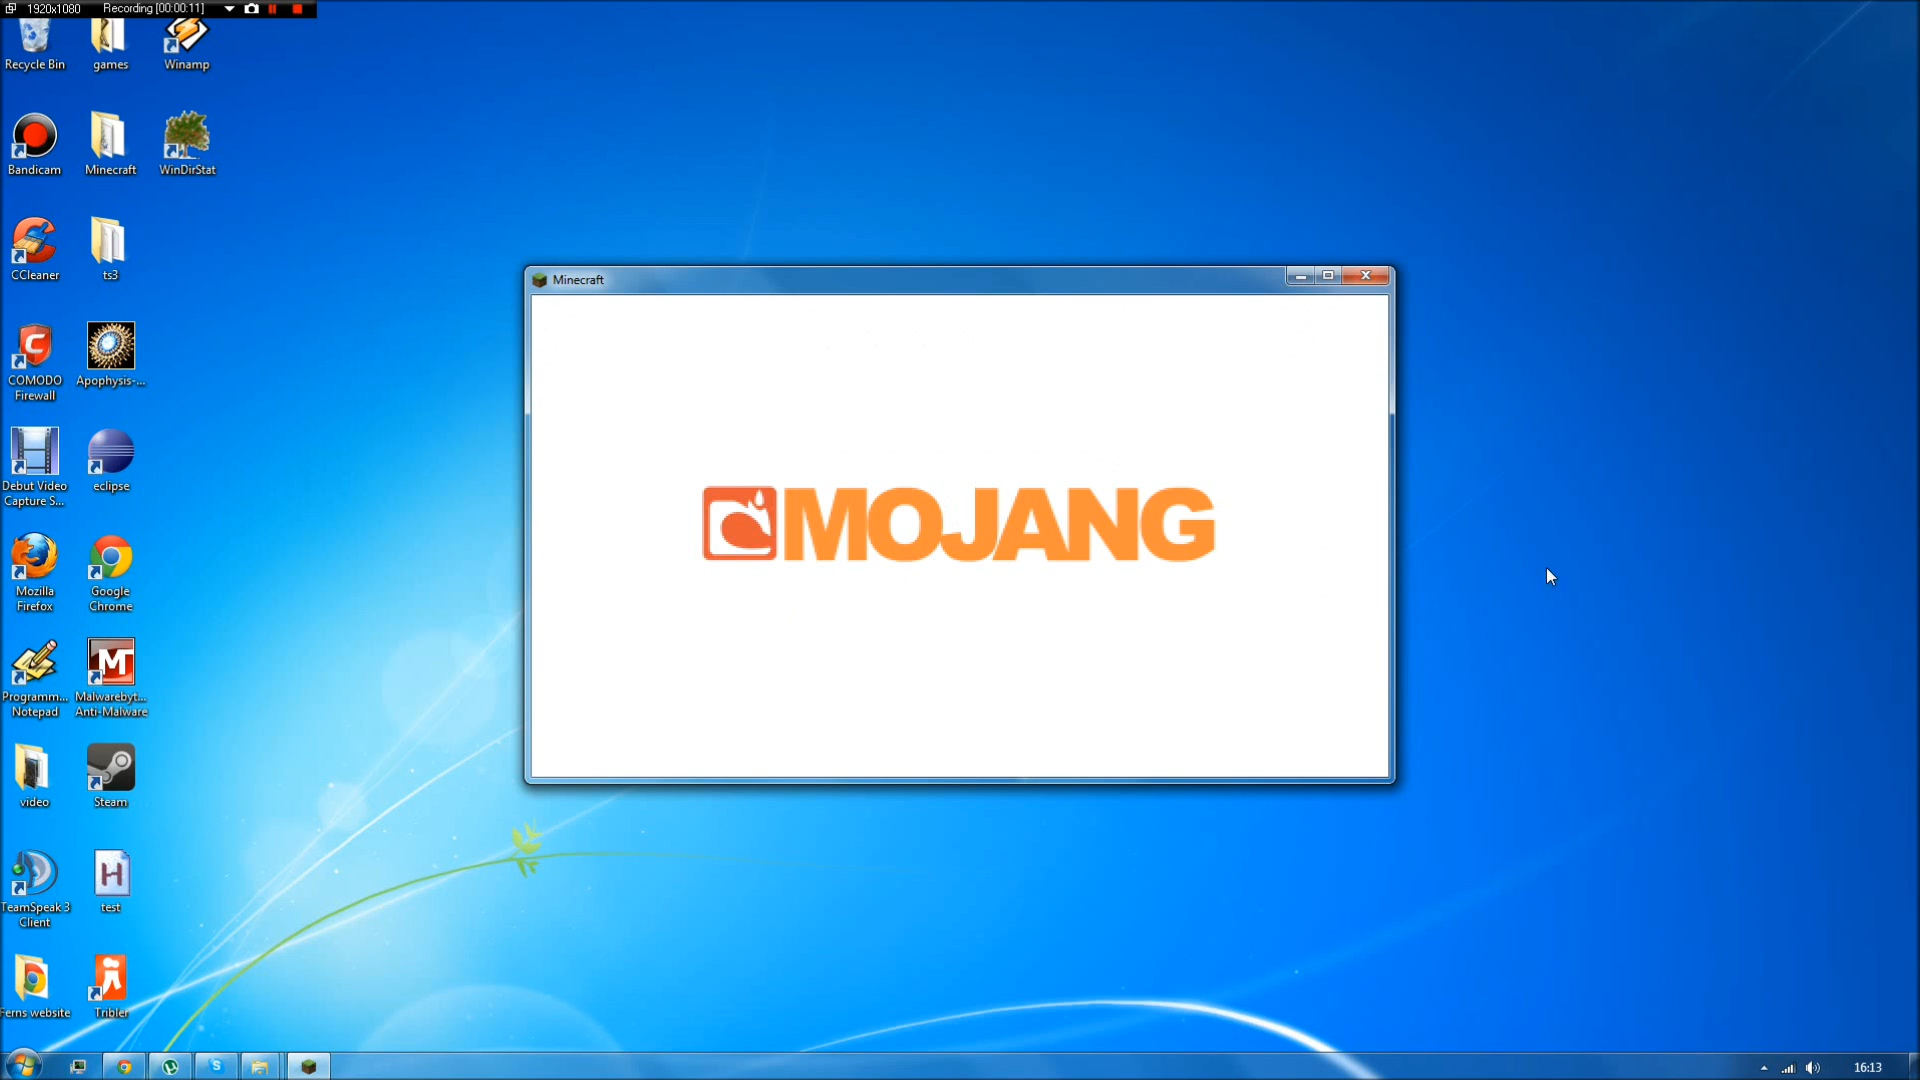 1920x1080 Recording [00:00:11]
Recycle Bin
games
Winamp
Bandicam
Minecraft
WinDirStat
CCleaner
ts3
COMODO
Firewall
Apophysis-...
Debut Video
Capture S...
eclipse
Mozilla
Firefox
Google
Chrome
Programm...
Notepad
Malwarebyt...
Anti-Malware
video
Steam
TeamSpeak 3
Client
test
Ferns website
Tribler
Minecraft
MOJANG
16:13